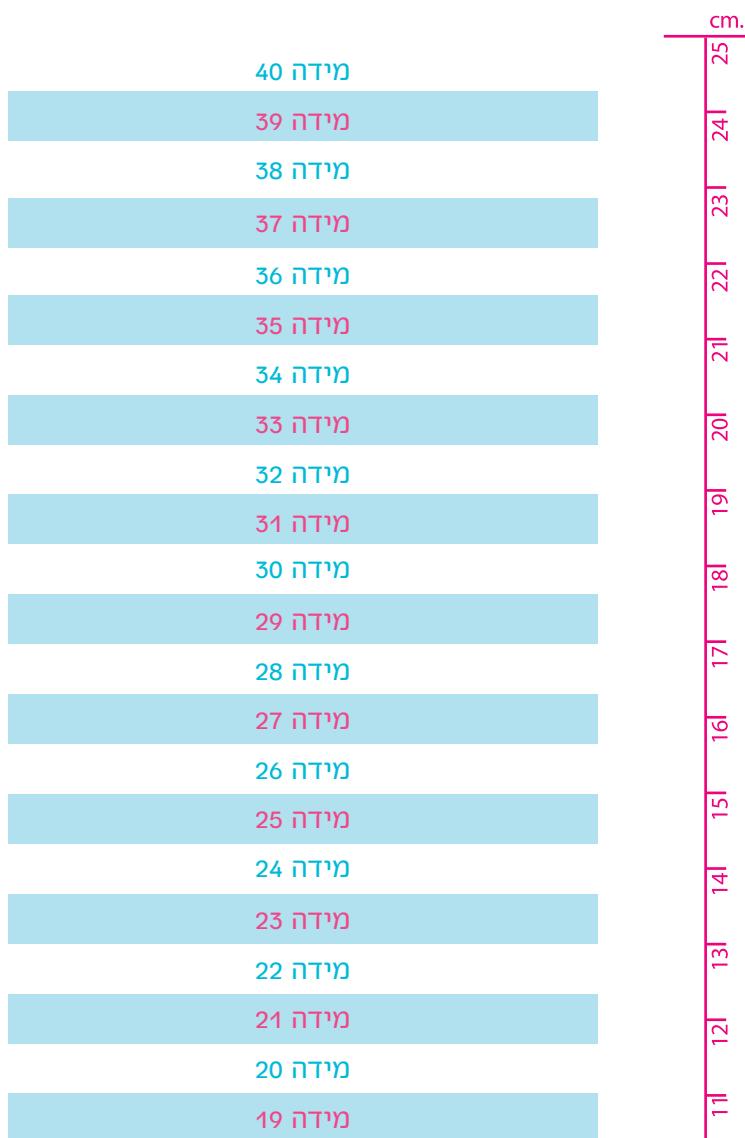 cm.
25
מידה 40
24
מידה 39
23
מידה 38
מידה 37
22
מידה 36
21
מידה 35
מידה 34
20
מידה 33
19
מידה 32
מידה 31
18
מידה 30
17
מידה 29
מידה 28
16
מידה 27
15
מידה 26
מידה 25
14
מידה 24
13
מידה 23
מידה 22
12
מידה 21
11
מידה 20
מידה 19